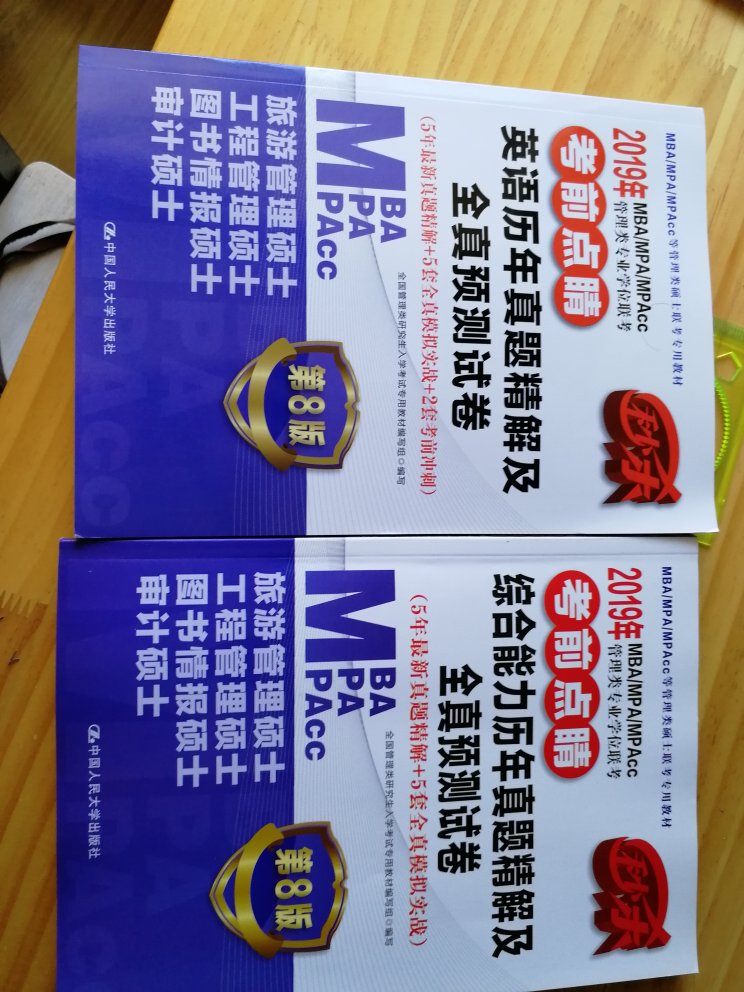 MBA/MPA/MPAcc等管理类硕士联考专用教材
2019年MBA/MPA/MPAcc
管理类专业学位联考
考前点睛
英语历年真题精解及
全真预测试卷
(5年最新真题精解+5套全真模拟实战+2套考前冲刺)
全国管理类研究生入学考试专用教材编写组◎编写
MBA
MPA
MPAcc
第8版
旅游管理硕士
工程管理硕士
图书情报硕士
审计硕士
中国人民大学出版社
MBA/MPA/MPAcc等管理类硕士联考专用教材
2019年MBA/MPA/MPAcc
管理类专业学位联考
考前点睛
综合能力历年真题精解及
全真预测试卷
(5年最新真题精解+5套全真模拟实战)
全国管理类研究生入学考试专用教材编写组◎编写
MBA
MPA
MPAcc
第8版
旅游管理硕士
工程管理硕士
图书情报硕士
审计硕士
中国人民大学出版社